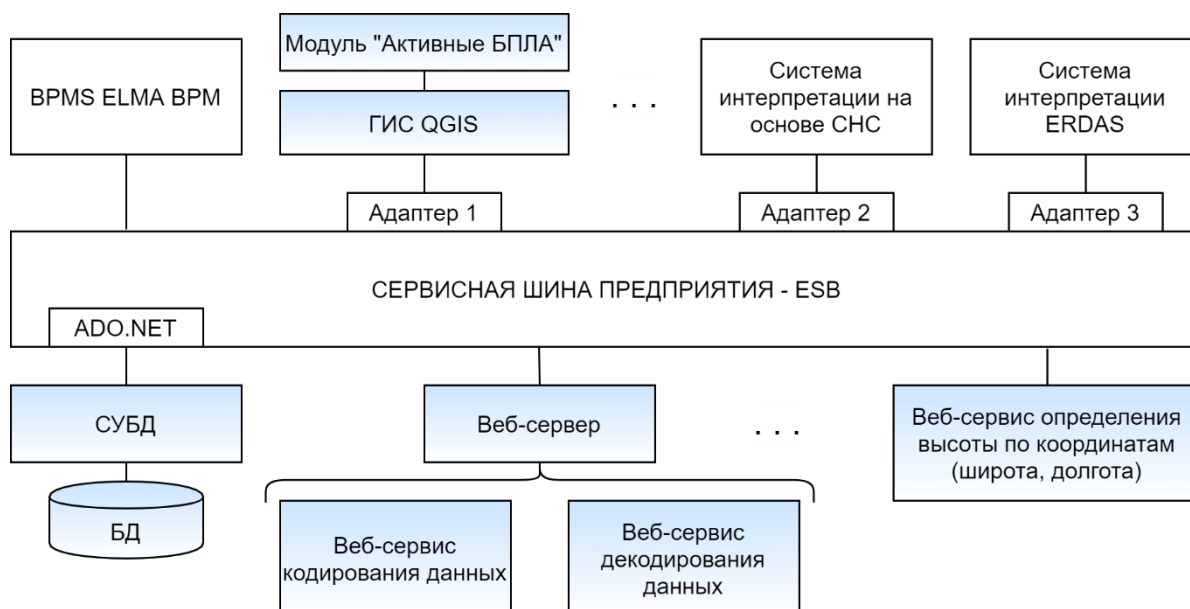 Модуль "Активные БПЛА"
BPMS ELMA BPM
ГИС QGIS
. . .
Система
интерпретации на
основе СНС
Система
интерпретации
ERDAS
Адаптер 1
Адаптер 2
Адаптер 3
СЕРВИСНАЯ ШИНА ПРЕДПРИЯТИЯ - ESB
ADO.NET
СУБД
Веб-сервер
. . .
Веб-сервис определения
высоты по координатам
(широта, долгота)
БД
Веб-сервис
кодирования данных
Веб-сервис
декодирования
данных